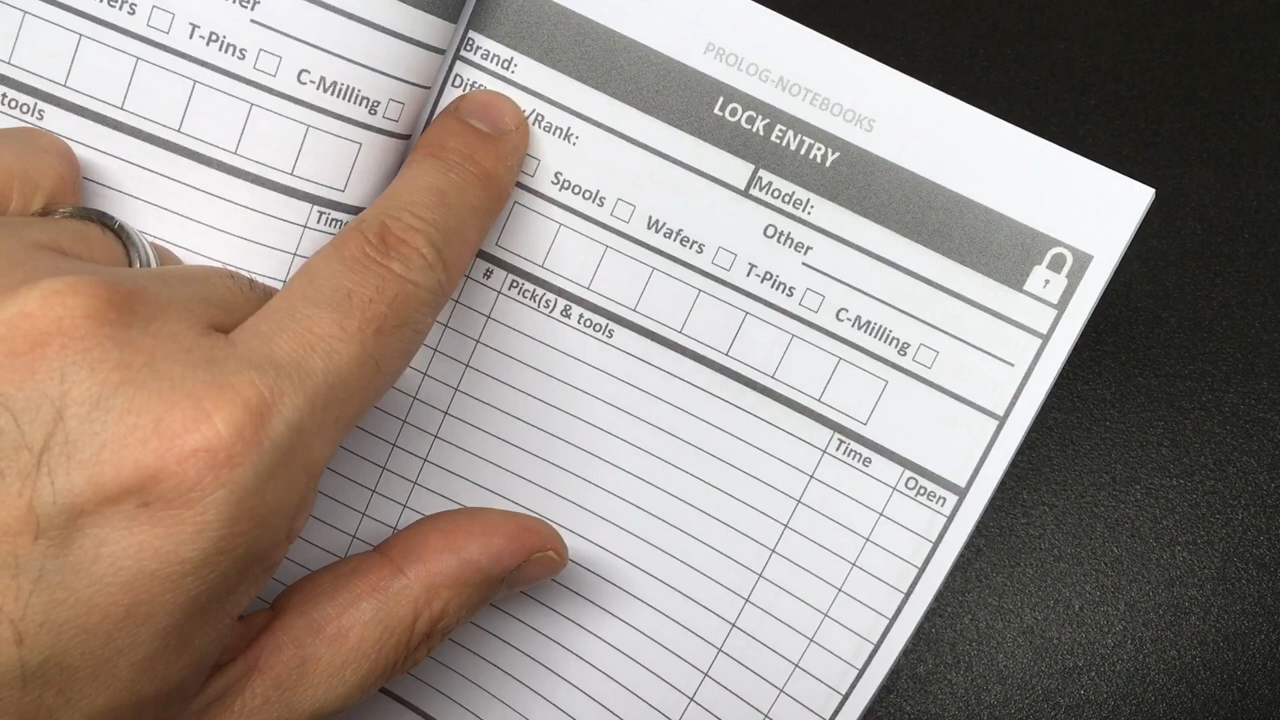 T-Pins
C-Milling
tools
Time
PROLOG-NOTEBOOKS
LOCK ENTRY
Brand:
Model:
/Rank:
Other
Spools
Wafers
T-Pins
C-Milling
#
Pick(s) & tools
Time
Open